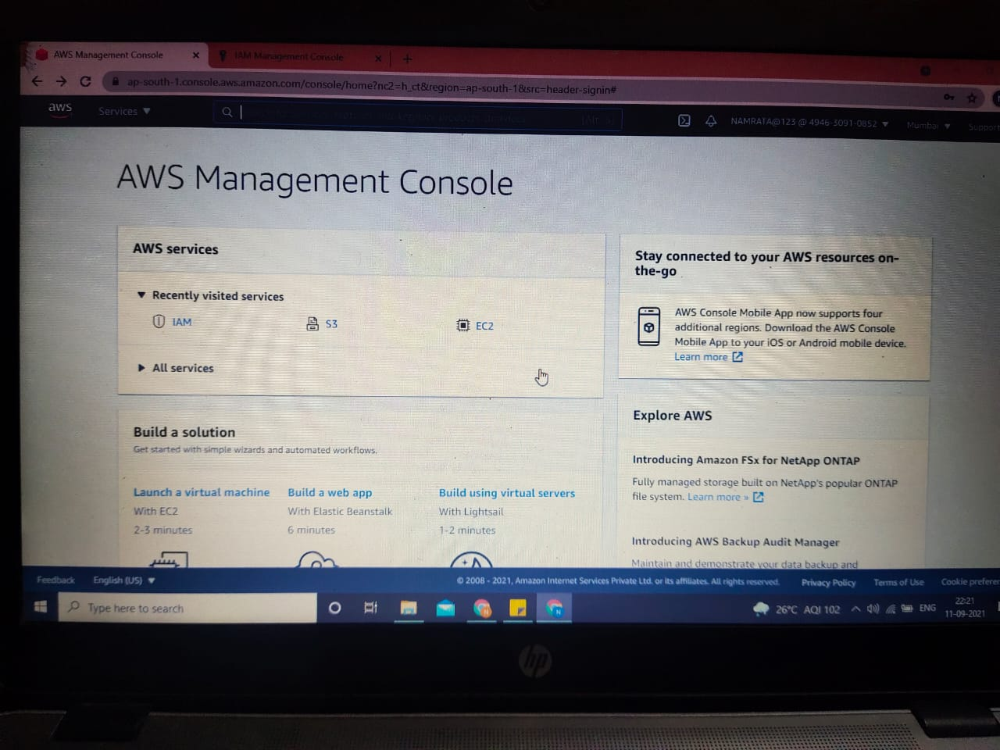 AWS Management Console
IAM Management Console
ap-south-1.console.aws.amazon.com/console/home?nc2=h_ct&region=ap-south-1&src=header-signin#
aws
Services
NAMRATA@123 @ 4946-3091-0852
Mumbai
Support
AWS Management Console
AWS services
Recently visited services
IAM
S3
EC2
All services
Stay connected to your AWS resources on-
the-go
AWS Console Mobile App now supports four
additional regions. Download the AWS Console
Mobile App to your iOS or Android mobile device.
Learn more
Build a solution
Get started with simple wizards and automated workflows.
Launch a virtual machine
With EC2
2-3 minutes
Build a web app
With Elastic Beanstalk
6 minutes
Build using virtual servers
With Lightsail
1-2 minutes
Explore AWS
Introducing Amazon FSx for NetApp ONTAP
Fully managed storage built on NetApp's popular ONTAP
file system. Learn more »
Introducing AWS Backup Audit Manager
Maintain and demonstrate your data backup and
Feedback
English (US)
© 2008 - 2021, Amazon Internet Services Private Ltd. or its affiliates. All rights reserved.
Privacy Policy
Terms of Use
Cookie prefere
Type here to search
26°C AQI 102
ENG
22:21
11-09-2021
hp